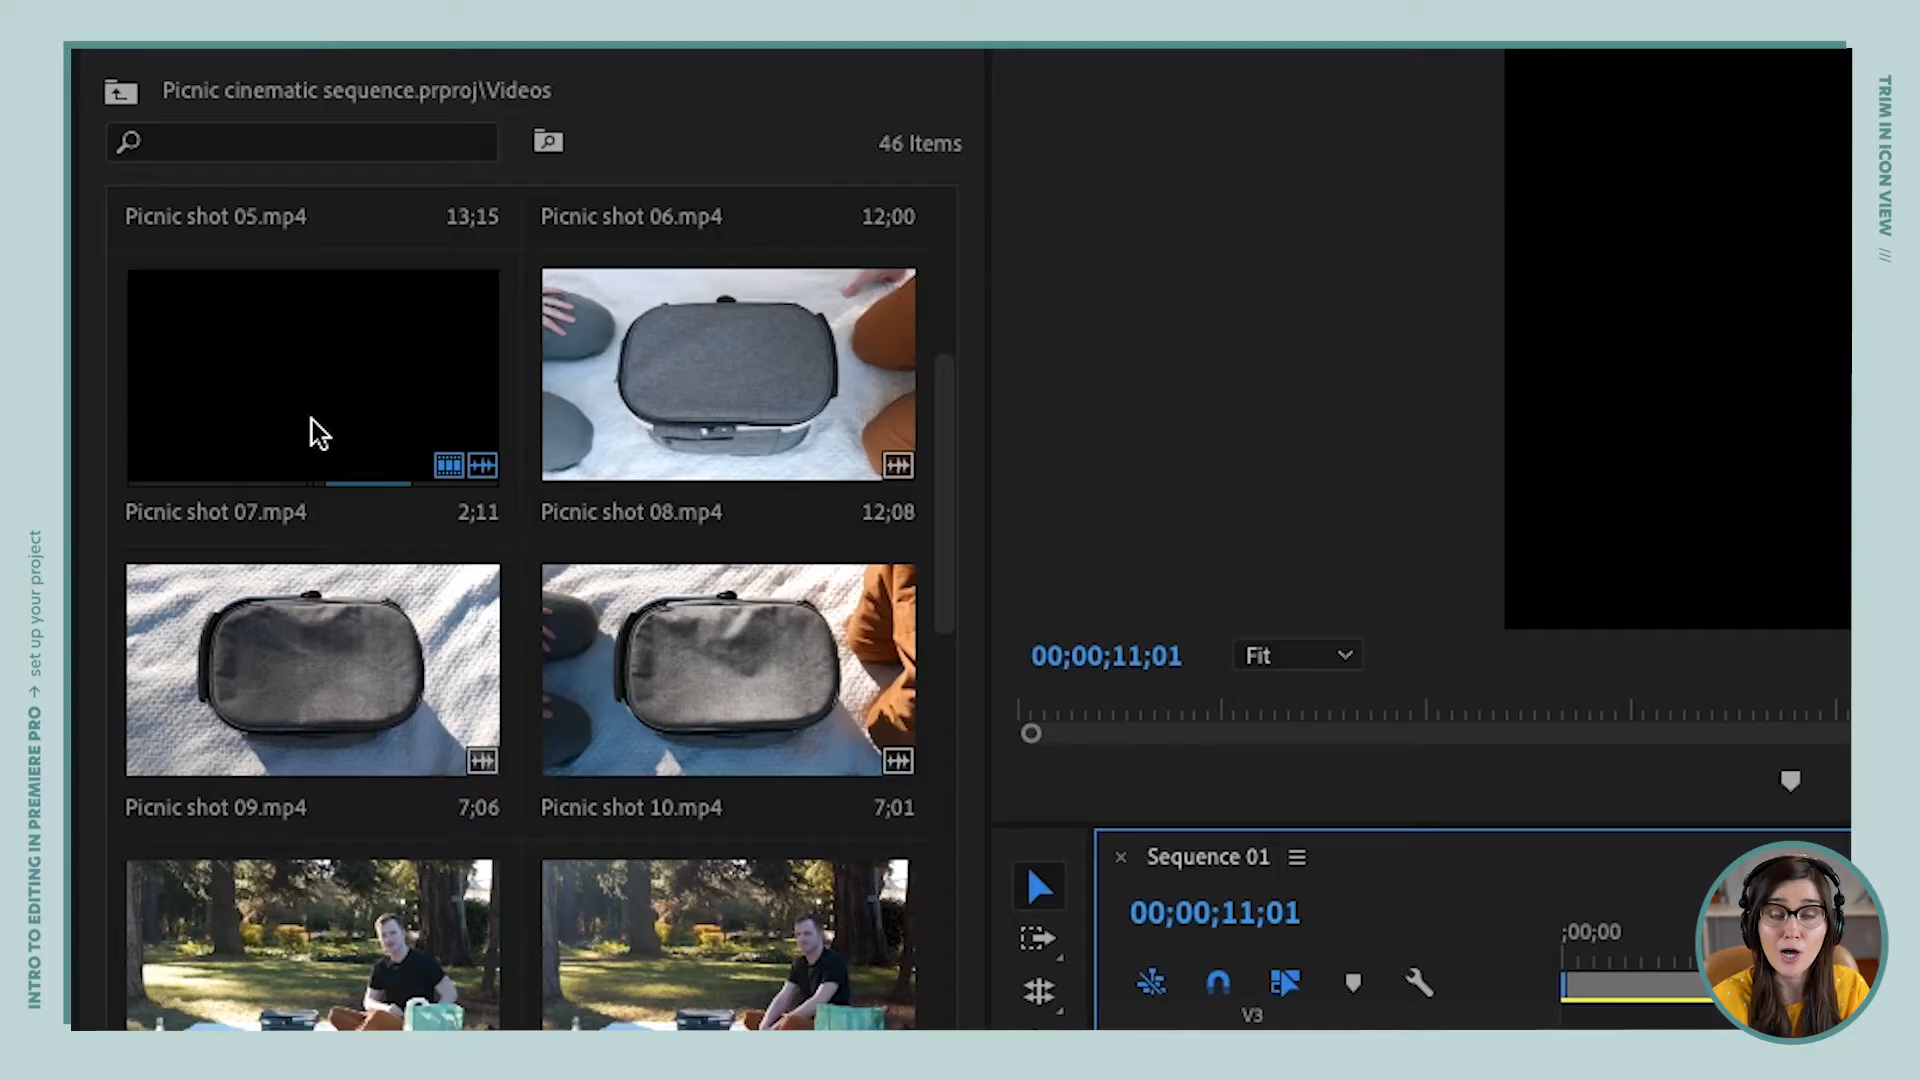 Picnic cinematic sequence.prproj\Videos
46 Items
Picnic shot 05.mp4 13;15
Picnic shot 06.mp4 12;00
Picnic shot 07.mp4 2;11
Picnic shot 08.mp4 12;08
Picnic shot 09.mp4 7;06
Picnic shot 10.mp4 7;01
00;00;11;01
Fit
Sequence 01
00;00;11;01
;00;00
V3
INTRO TO EDITING IN PREMIERE PRO → set up your project
TRIM IN ICON VIEW ///